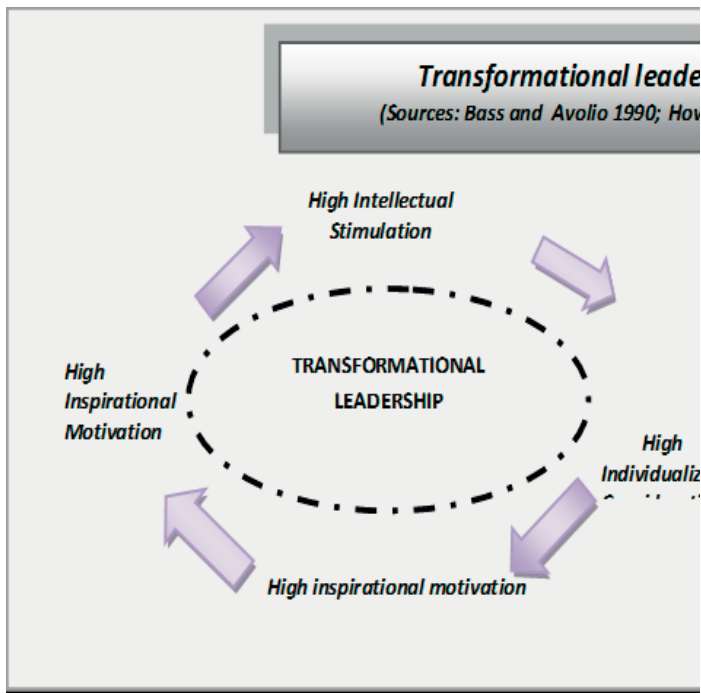 Transformational leade
(Sources: Bass and Avolio 1990; How
High Intellectual
Stimulation
TRANSFORMATIONAL
LEADERSHIP
High
Inspirational
Motivation
High
Individualiz
High inspirational motivation